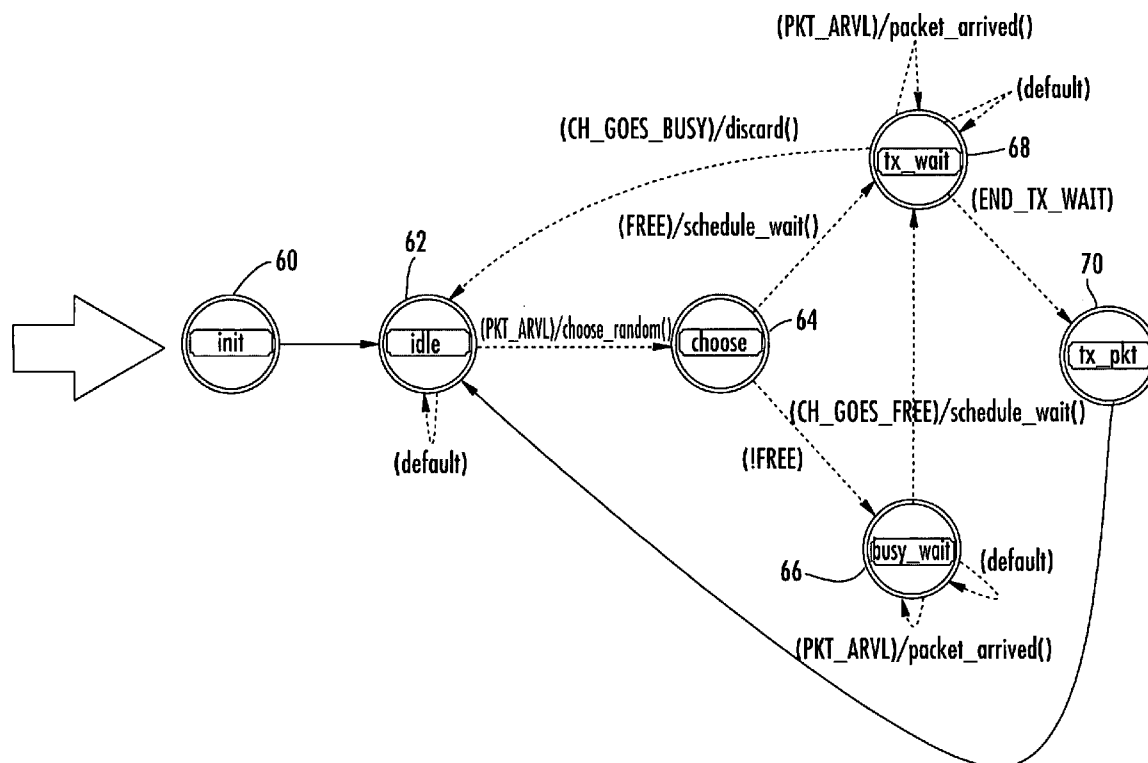 (PKT_ARVL)/packet_arrived()
(default)
(CH_GOES_BUSY)/discard()
tx_wait
68
(FREE)/schedule_wait()
(END_TX_WAIT)
60
62
70
64
init
idle
(PKT_ARVL)/choose_random()
choose
tx_pkt
(CH_GOES_FREE)/schedule_wait()
(default)
(!FREE)
busy_wait
(default)
66
(PKT_ARVL)/packet_arrived()